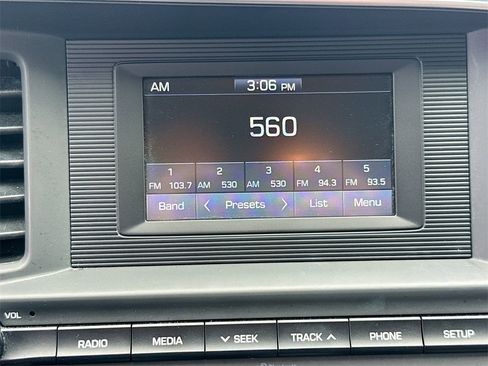 AM 3:06 PM
560
1 2 3 4 5
FM 103.7 AM 530 AM 530 FM 94.3 FM 93.5
Band < Presets > List Menu
VOL
RADIO MEDIA ∨ SEEK TRACK ∧ PHONE SETUP